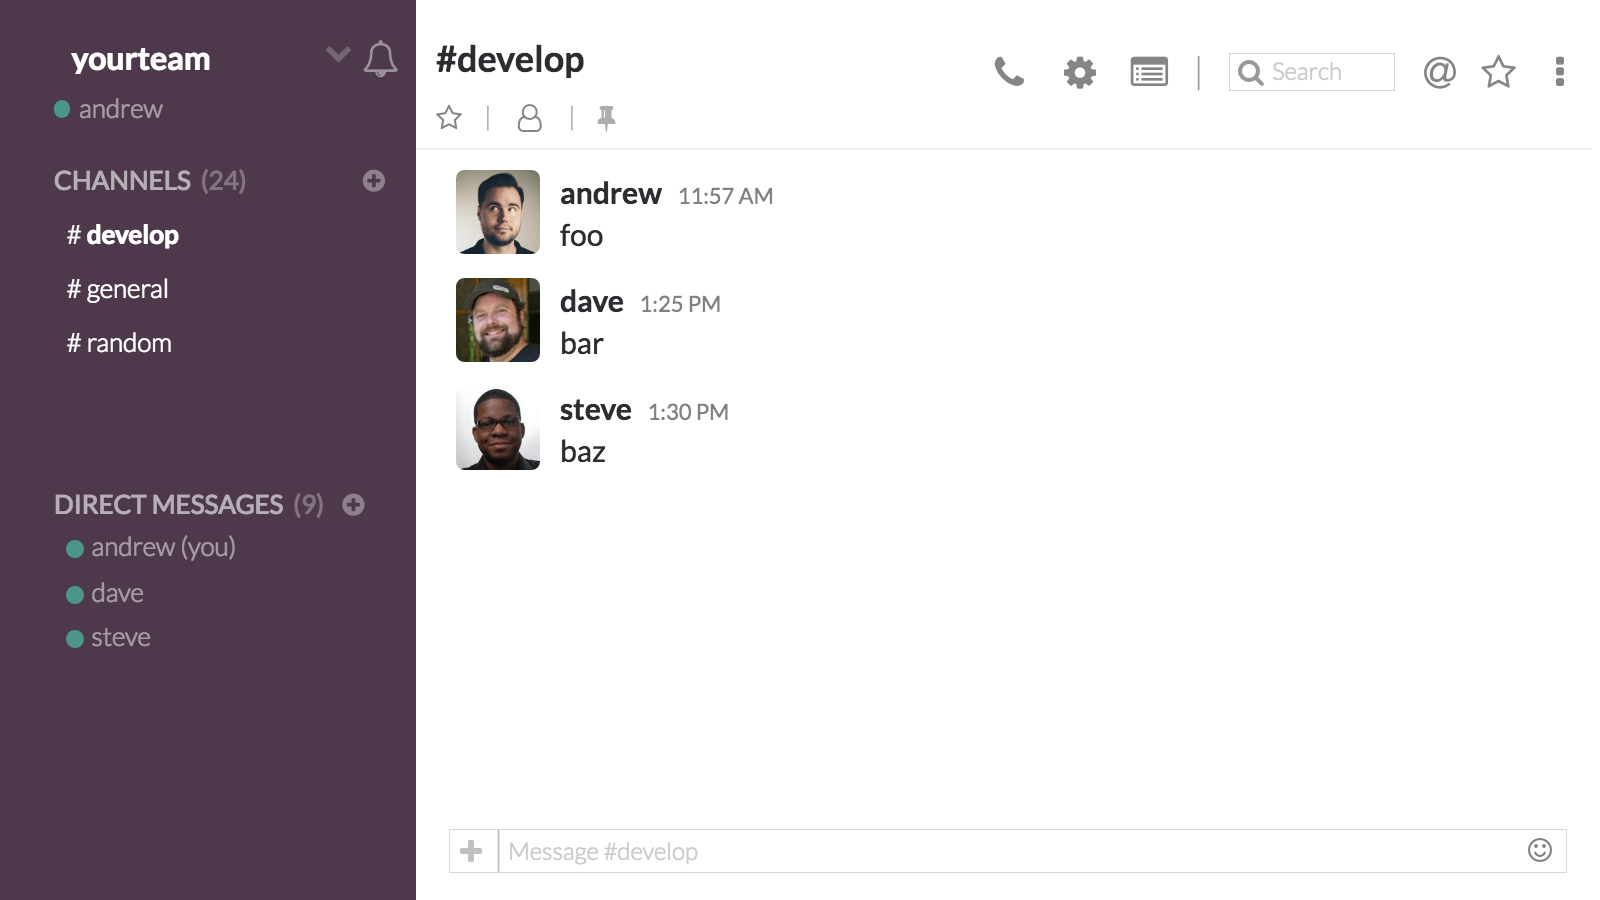 yourteam
andrew
CHANNELS (24)
# develop
# general
# random
DIRECT MESSAGES (9)
andrew (you)
dave
steve
#develop
Search
@
andrew 11:57 AM
foo
dave 1:25 PM
bar
steve 1:30 PM
baz
Message #develop